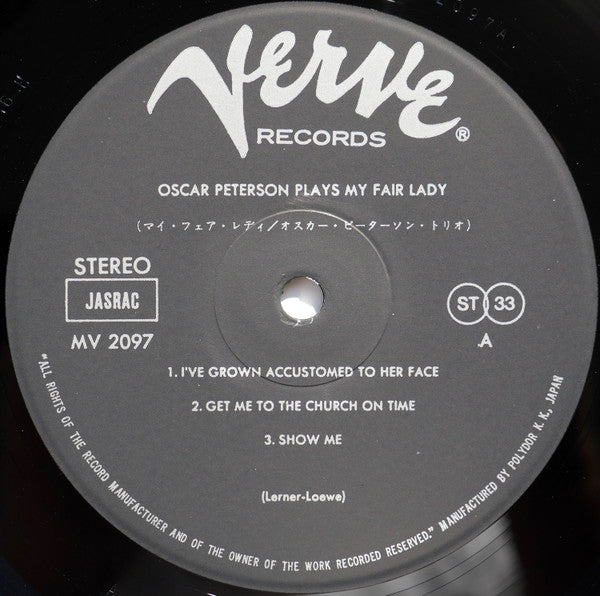 Verve
RECORDS®
OSCAR PETERSON PLAYS MY FAIR LADY
(マイ・フェア・レディ／オスカー・ピーターソン・トリオ)
STEREO
JASRAC
MV 2097
ST 33
A
1. I'VE GROWN ACCUSTOMED TO HER FACE
2. GET ME TO THE CHURCH ON TIME
3. SHOW ME
(Lerner-Loewe)
"ALL RIGHTS OF THE RECORD MANUFACTURER AND OF THE OWNER OF THE WORK RECORDED RESERVED." MANUFACTURED BY POLYDOR K. K., JAPAN